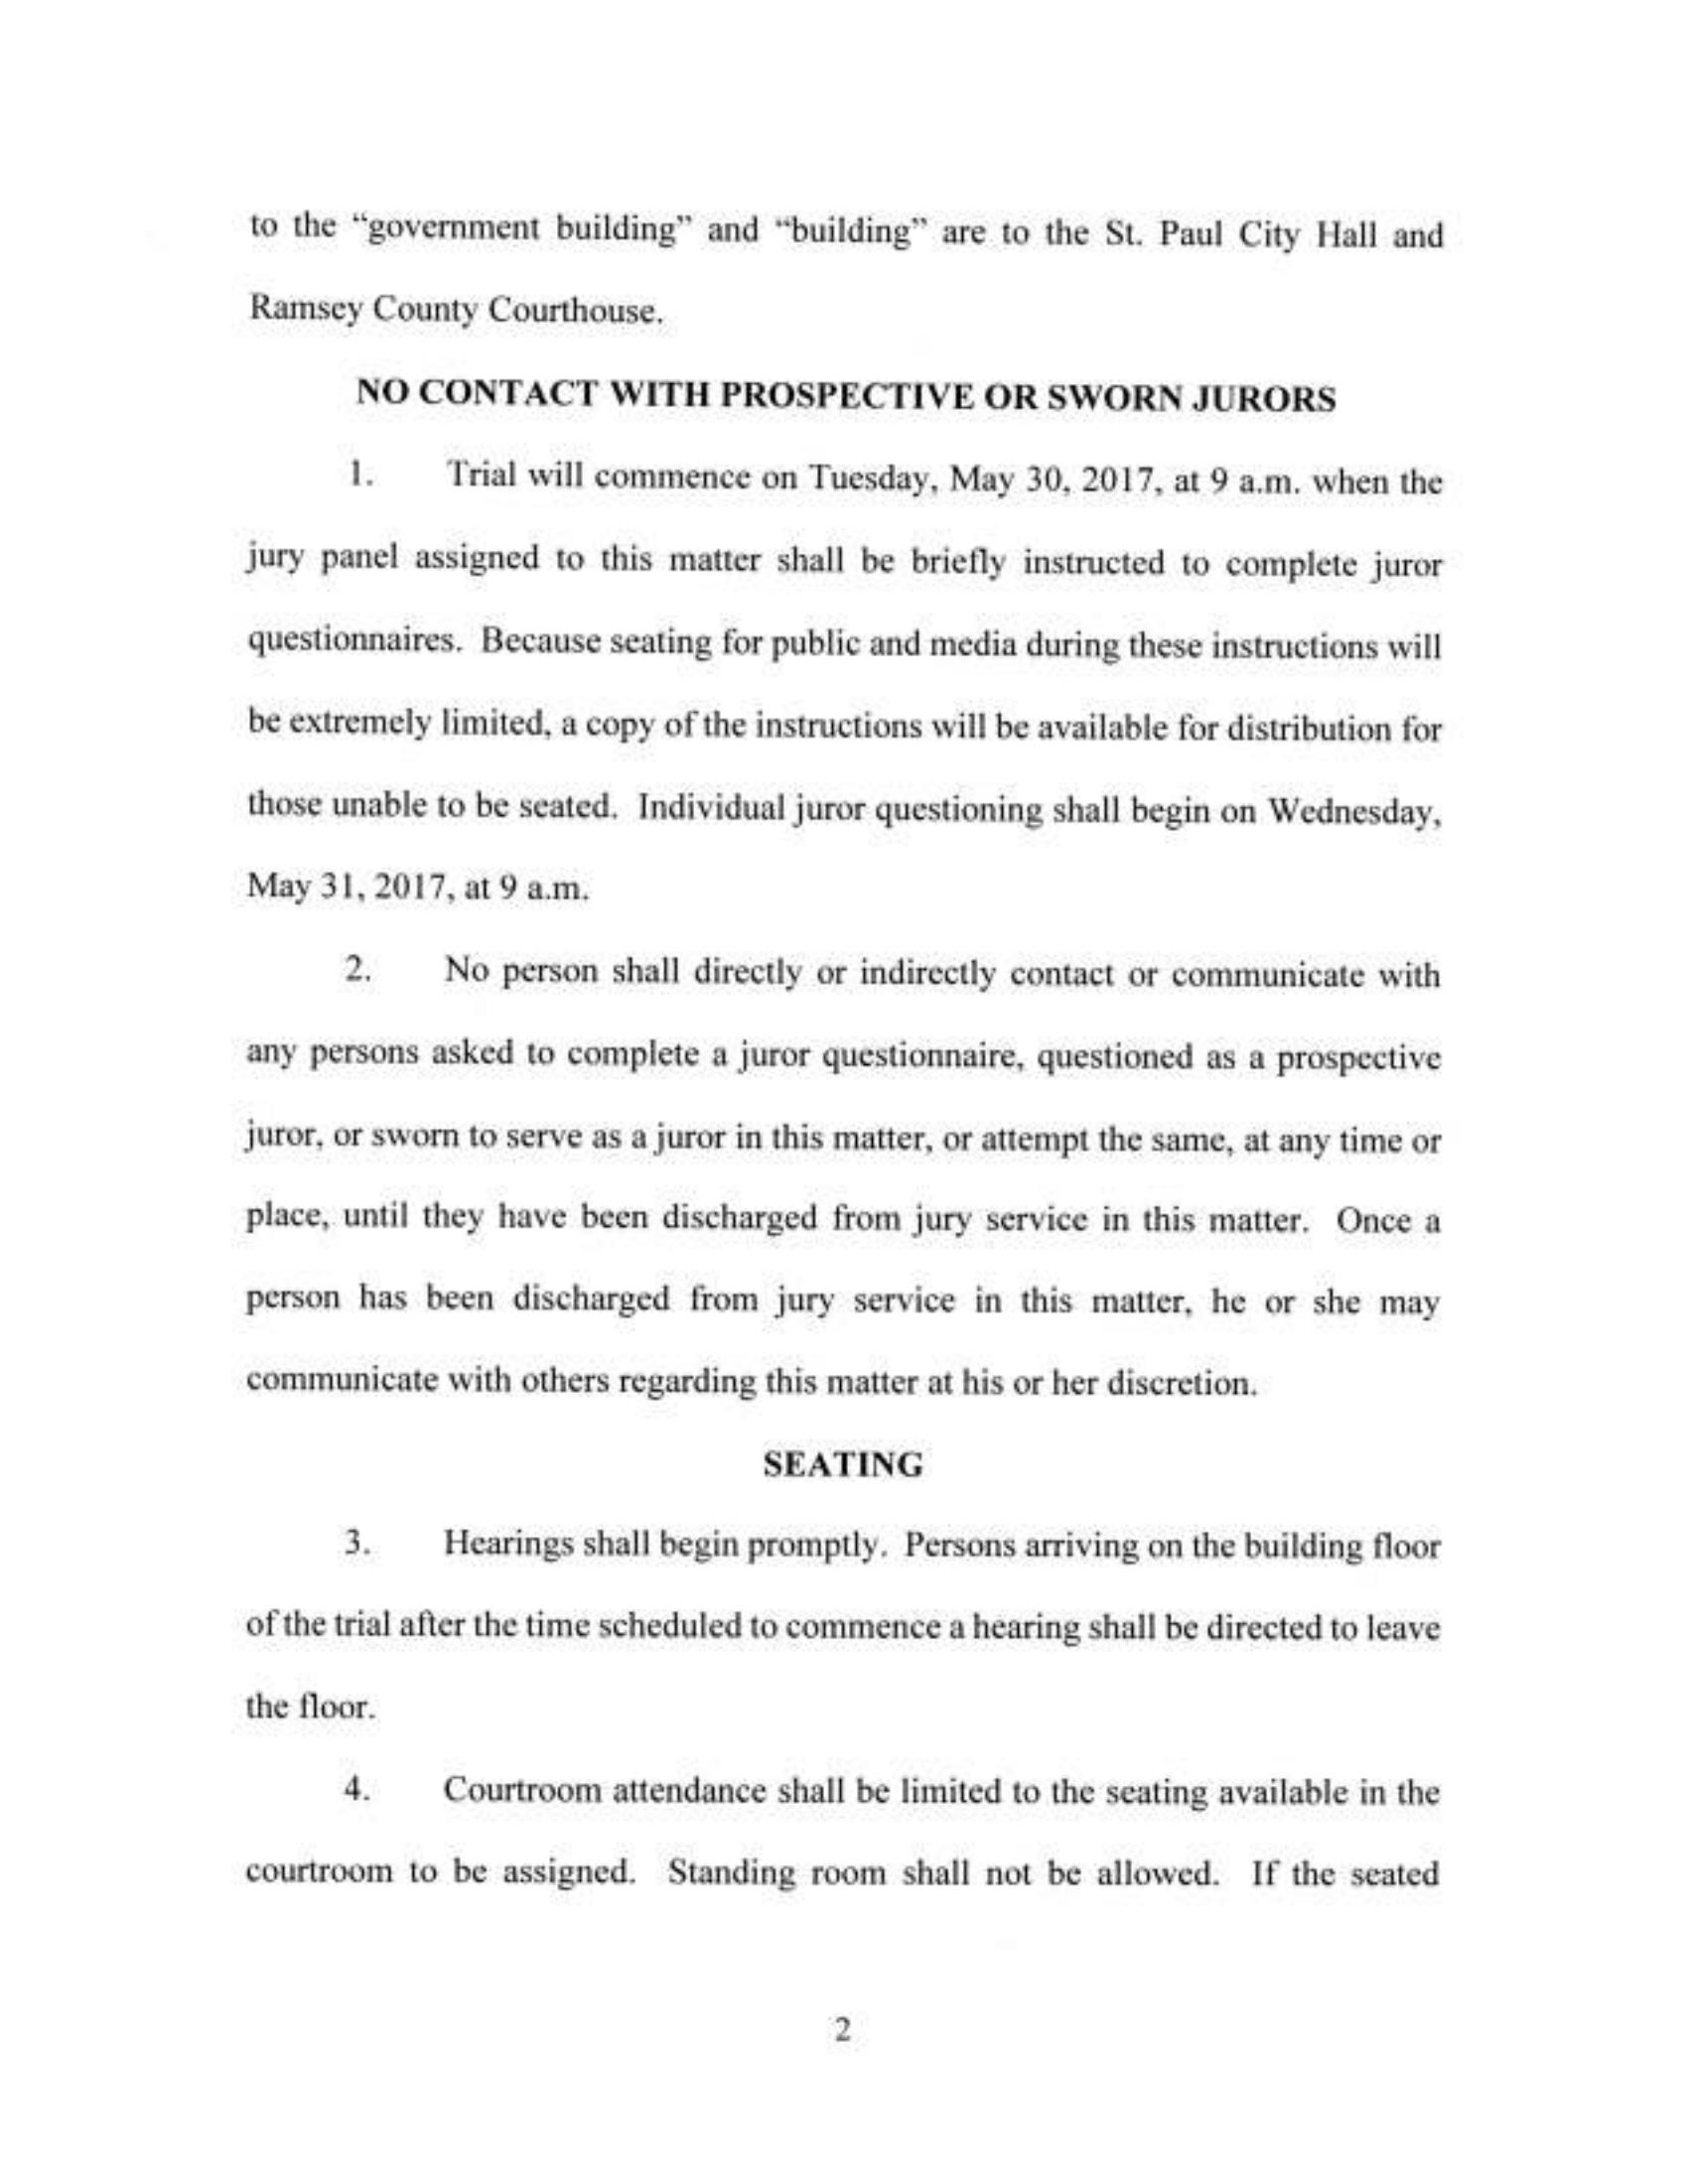 to the “government building” and “building” are to the St. Paul City Hall and
Ramsey County Courthouse.
NO CONTACT WITH PROSPECTIVE OR SWORN JURORS
1. Trial will commence on Tuesday, May 30, 2017, at 9 a.m. when the
jury panel assigned to this matter shall be briefly instructed to complete juror
questionnaires. Because seating for public and media during these instructions will
be extremely limited, a copy of the instructions will be available for distribution for
those unable to be seated. Individual juror questioning shall begin on Wednesday,
May 31, 2017, at 9 a.m.
2. No person shall directly or indirectly contact or communicate with
any persons asked to complete a juror questionnaire, questioned as a prospective
juror, or sworn to serve as a juror in this matter, or attempt the same, at any time or
place, until they have been discharged from jury service in this matter. Once a
person has been discharged from jury service in this matter, he or she may
communicate with others regarding this matter at his or her discretion.
SEATING
3. Hearings shall begin promptly. Persons arriving on the building floor
of the trial after the time scheduled to commence a hearing shall be directed to leave
the floor.
4. Courtroom attendance shall be limited to the seating available in the
courtroom to be assigned. Standing room shall not be allowed. If the seated
2